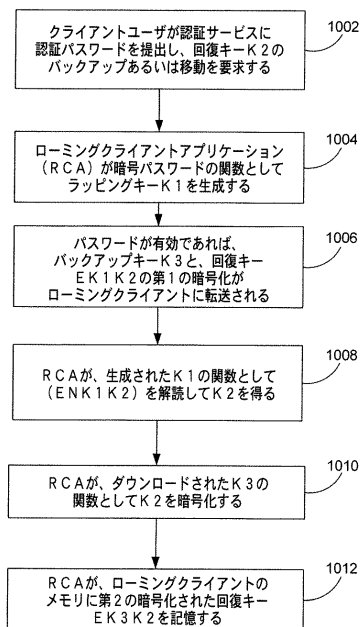 クライアントユーザが認証サービスに
認証パスワードを提出し、回復キーK2の
バックアップあるいは移動を要求する
1002
ローミングクライアントアプリケーション
(RCA)が暗号パスワードの関数として
ラッピングキーK1を生成する
1004
パスワードが有効であれば、
バックアップキーK3と、回復キー
EK1K2の第1の暗号化が
ローミングクライアントに転送される
1006
RCAが、生成されたK1の関数として
(ENK1K2)を解読してK2を得る
1008
RCAが、ダウンロードされたK3の
関数としてK2を暗号化する
1010
RCAが、ローミングクライアントの
メモリに第2の暗号化された回復キー
EK3K2を記憶する
1012